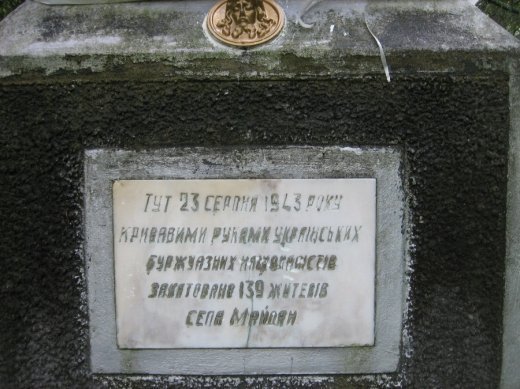 Тут 23 серпня 1943 року
кривавими руками українських
буржуазних націоналістів
закатовано 139 жителів
села Майдан